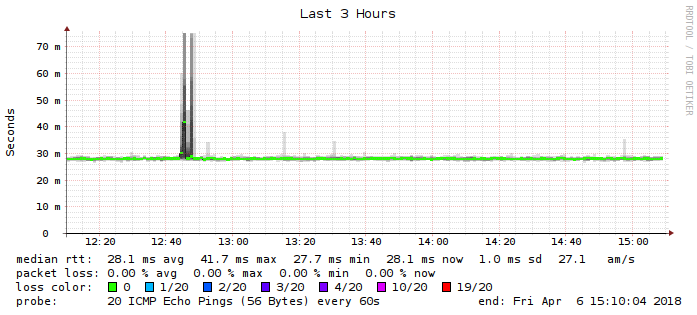 Last 3 Hours
RRDTOOL / TOBI OETIKER
Seconds
70 m
60 m
50 m
40 m
30 m
20 m
10 m
0
12:20 12:40 13:00 13:20 13:40 14:00 14:20 14:40 15:00
median rtt: 28.1 ms avg 41.7 ms max 27.7 ms min 28.1 ms now 1.0 ms sd 27.1 am/s
packet loss: 0.00 % avg 0.00 % max 0.00 % min 0.00 % now
loss color: 0 1/20 2/20 3/20 4/20 10/20 19/20
probe: 20 ICMP Echo Pings (56 Bytes) every 60s end: Fri Apr 6 15:10:04 2018